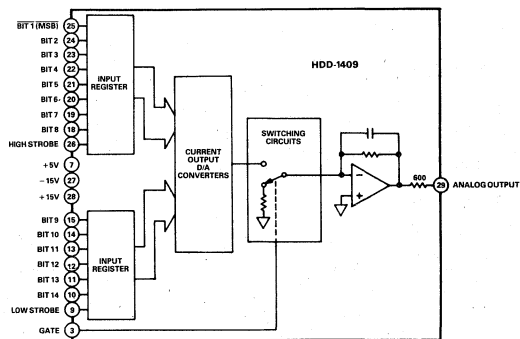 BIT 1 (MSB) 25
BIT 2 24
BIT 3 23
BIT 4 22
BIT 5 21
BIT 6 20
BIT 7 19
BIT 8 18
HIGH STROBE 26
INPUT REGISTER
+5V 7
-15V 27
+15V 28
BIT 9 15
BIT 10 14
BIT 11 13
BIT 12 12
BIT 13 11
BIT 14 10
LOW STROBE 9
GATE 3
INPUT REGISTER
CURRENT
OUTPUT
D/A
CONVERTERS
HDD-1409
SWITCHING
CIRCUITS
-
+
600
29 ANALOG OUTPUT